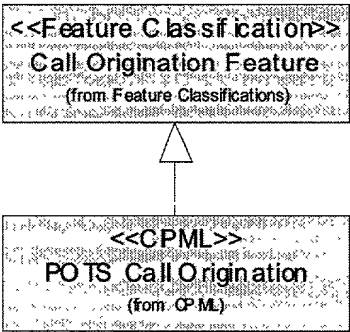 <<Feature Classification>>
Call Origination Feature
(from Feature Classifications)
<<CPML>>
POTS Call Origination
(from CPML)